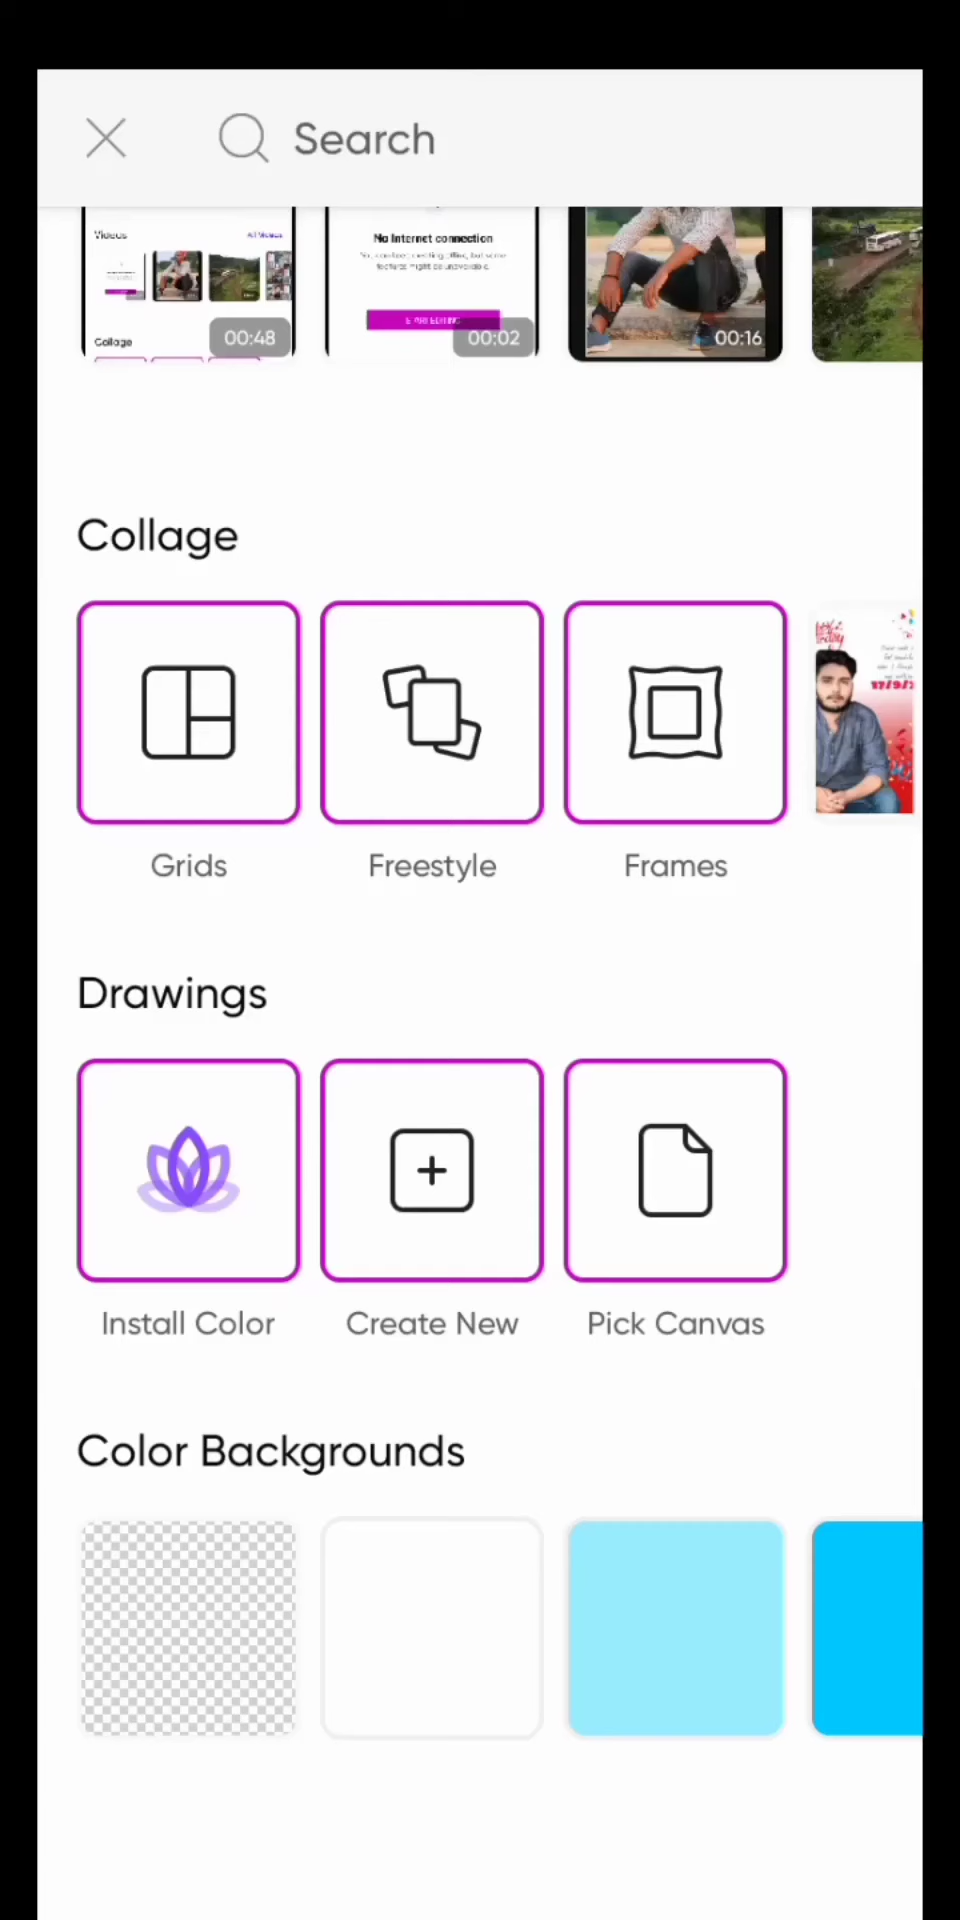 Search
Videos
All Videos
Collage
00:48
No Internet connection
00:02
00:16
Collage
Grids
Freestyle
Frames
Drawings
Install Color
Create New
Pick Canvas
Color Backgrounds